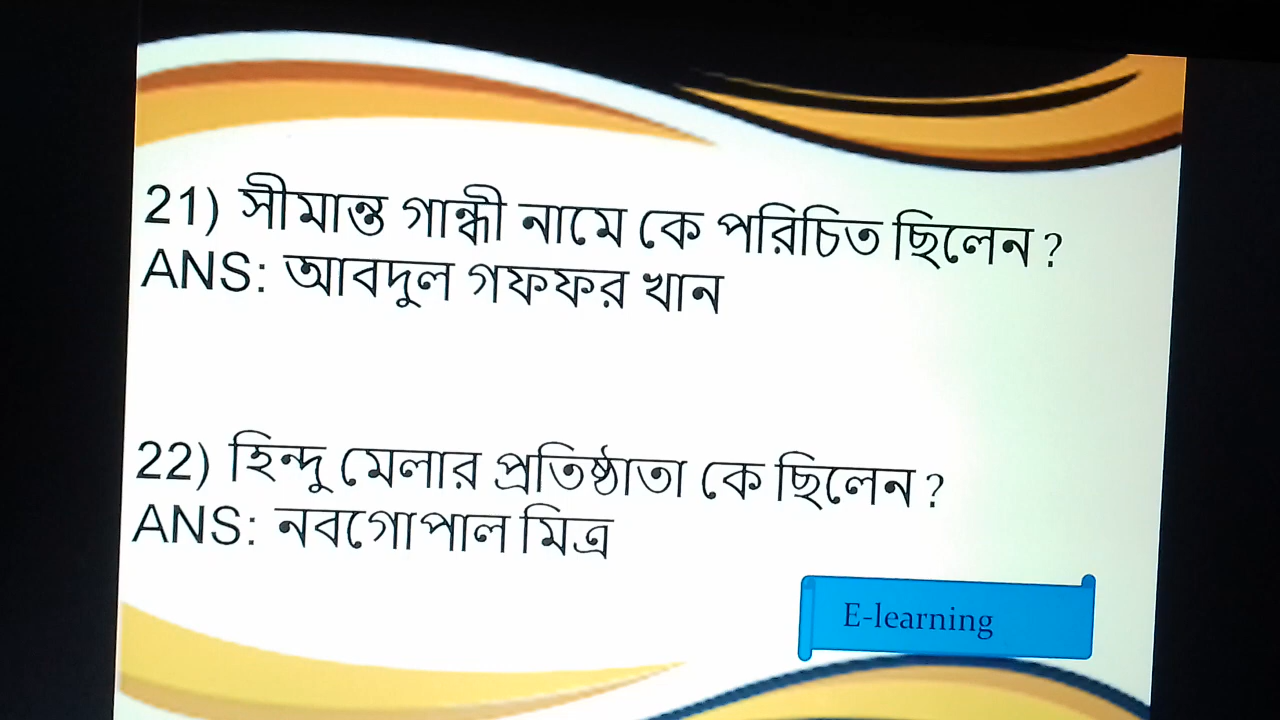 21) সীমান্ত গান্ধী নামে কে পরিচিত ছিলেন ?
ANS: আবদুল গফফর খান
22) হিন্দু মেলার প্রতিষ্ঠাতা কে ছিলেন ?
ANS: নবগোপাল মিত্র
E-learning